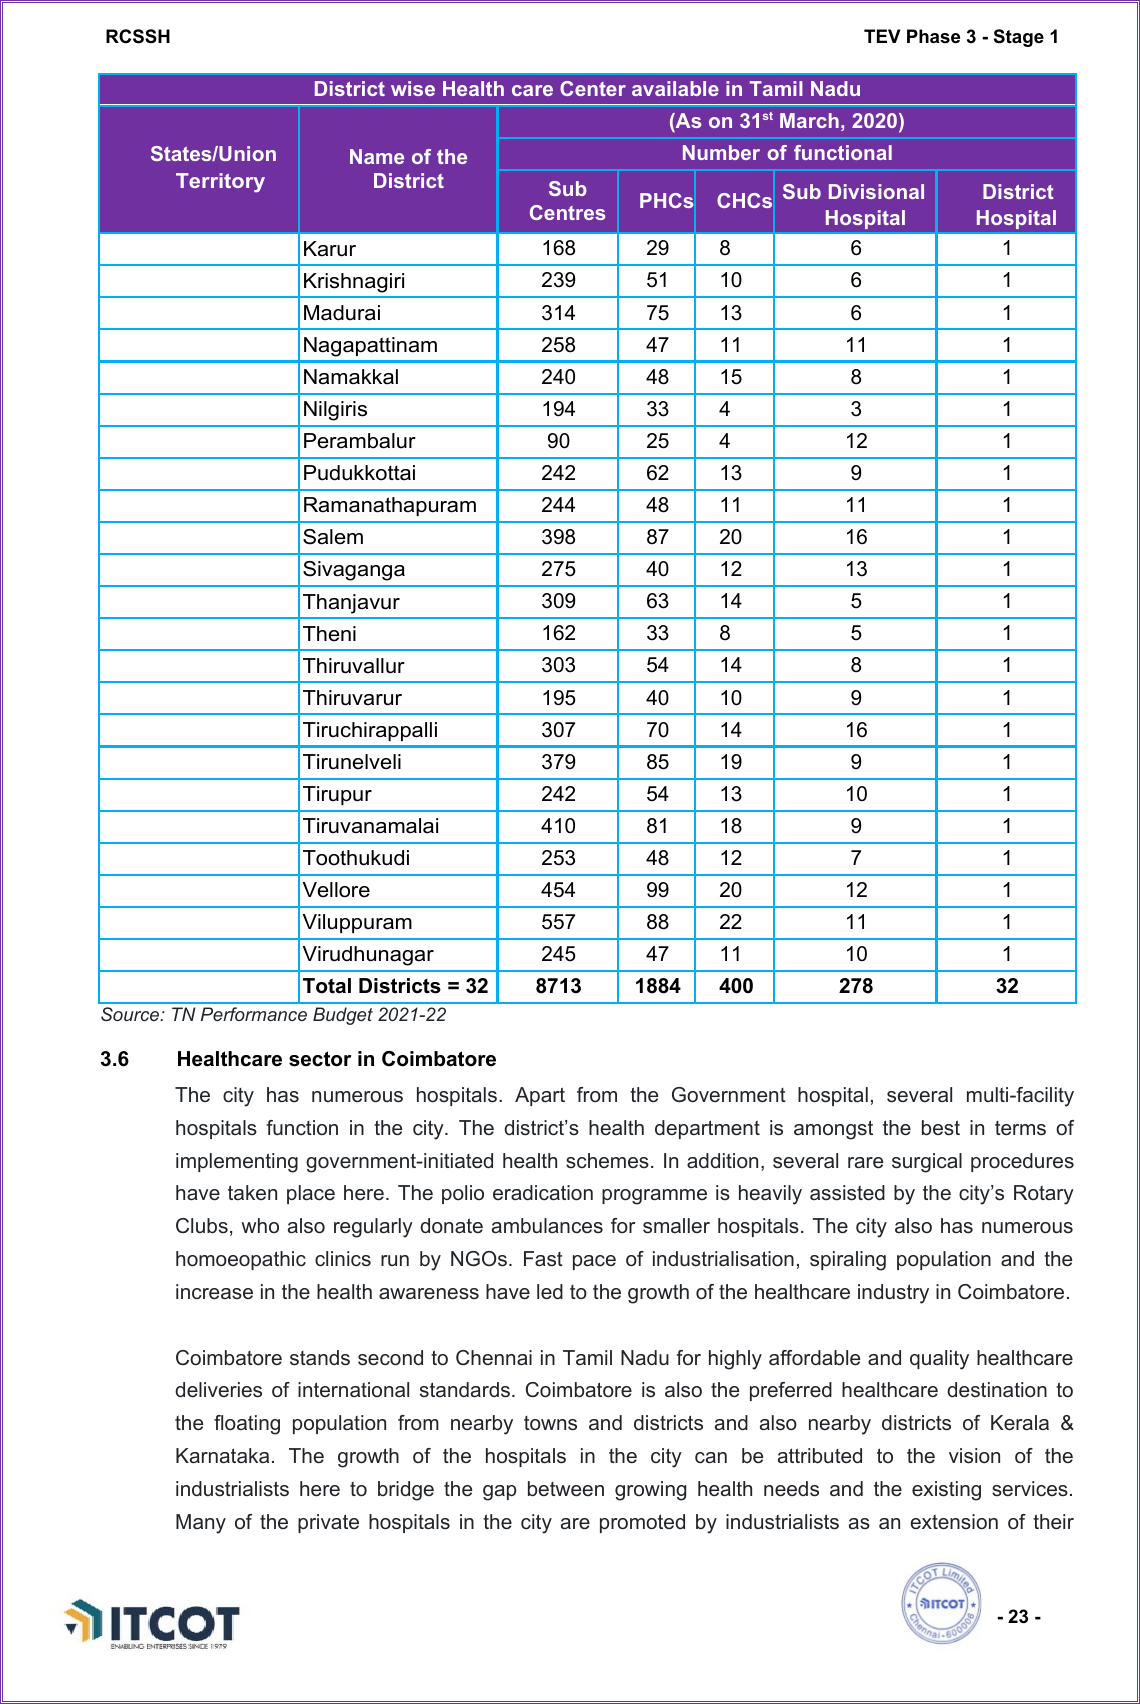 RCSSH TEV Phase 3 - Stage 1
District wise Health care Center available in Tamil Nadu
States/Union Territory Name of the District (As on 31st March, 2020)
Number of functional
Sub Centres PHCs CHCs Sub Divisional Hospital District Hospital
Karur 168 29 8 6 1
Krishnagiri 239 51 10 6 1
Madurai 314 75 13 6 1
Nagapattinam 258 47 11 11 1
Namakkal 240 48 15 8 1
Nilgiris 194 33 4 3 1
Perambalur 90 25 4 12 1
Pudukkottai 242 62 13 9 1
Ramanathapuram 244 48 11 11 1
Salem 398 87 20 16 1
Sivaganga 275 40 12 13 1
Thanjavur 309 63 14 5 1
Theni 162 33 8 5 1
Thiruvallur 303 54 14 8 1
Thiruvarur 195 40 10 9 1
Tiruchirappalli 307 70 14 16 1
Tirunelveli 379 85 19 9 1
Tirupur 242 54 13 10 1
Tiruvanamalai 410 81 18 9 1
Toothukudi 253 48 12 7 1
Vellore 454 99 20 12 1
Viluppuram 557 88 22 11 1
Virudhunagar 245 47 11 10 1
Total Districts = 32 8713 1884 400 278 32
Source: TN Performance Budget 2021-22
3.6 Healthcare sector in Coimbatore
The city has numerous hospitals. Apart from the Government hospital, several multi-facility
hospitals function in the city. The district’s health department is amongst the best in terms of
implementing government-initiated health schemes. In addition, several rare surgical procedures
have taken place here. The polio eradication programme is heavily assisted by the city’s Rotary
Clubs, who also regularly donate ambulances for smaller hospitals. The city also has numerous
homoeopathic clinics run by NGOs. Fast pace of industrialisation, spiraling population and the
increase in the health awareness have led to the growth of the healthcare industry in Coimbatore.
Coimbatore stands second to Chennai in Tamil Nadu for highly affordable and quality healthcare
deliveries of international standards. Coimbatore is also the preferred healthcare destination to
the floating population from nearby towns and districts and also nearby districts of Kerala &
Karnataka. The growth of the hospitals in the city can be attributed to the vision of the
industrialists here to bridge the gap between growing health needs and the existing services.
Many of the private hospitals in the city are promoted by industrialists as an extension of their
ITCOT
ENABLING ENTERPRISES SINCE 1979
ITCOT Limited
ITCOT
Chennai - 600006
- 23 -